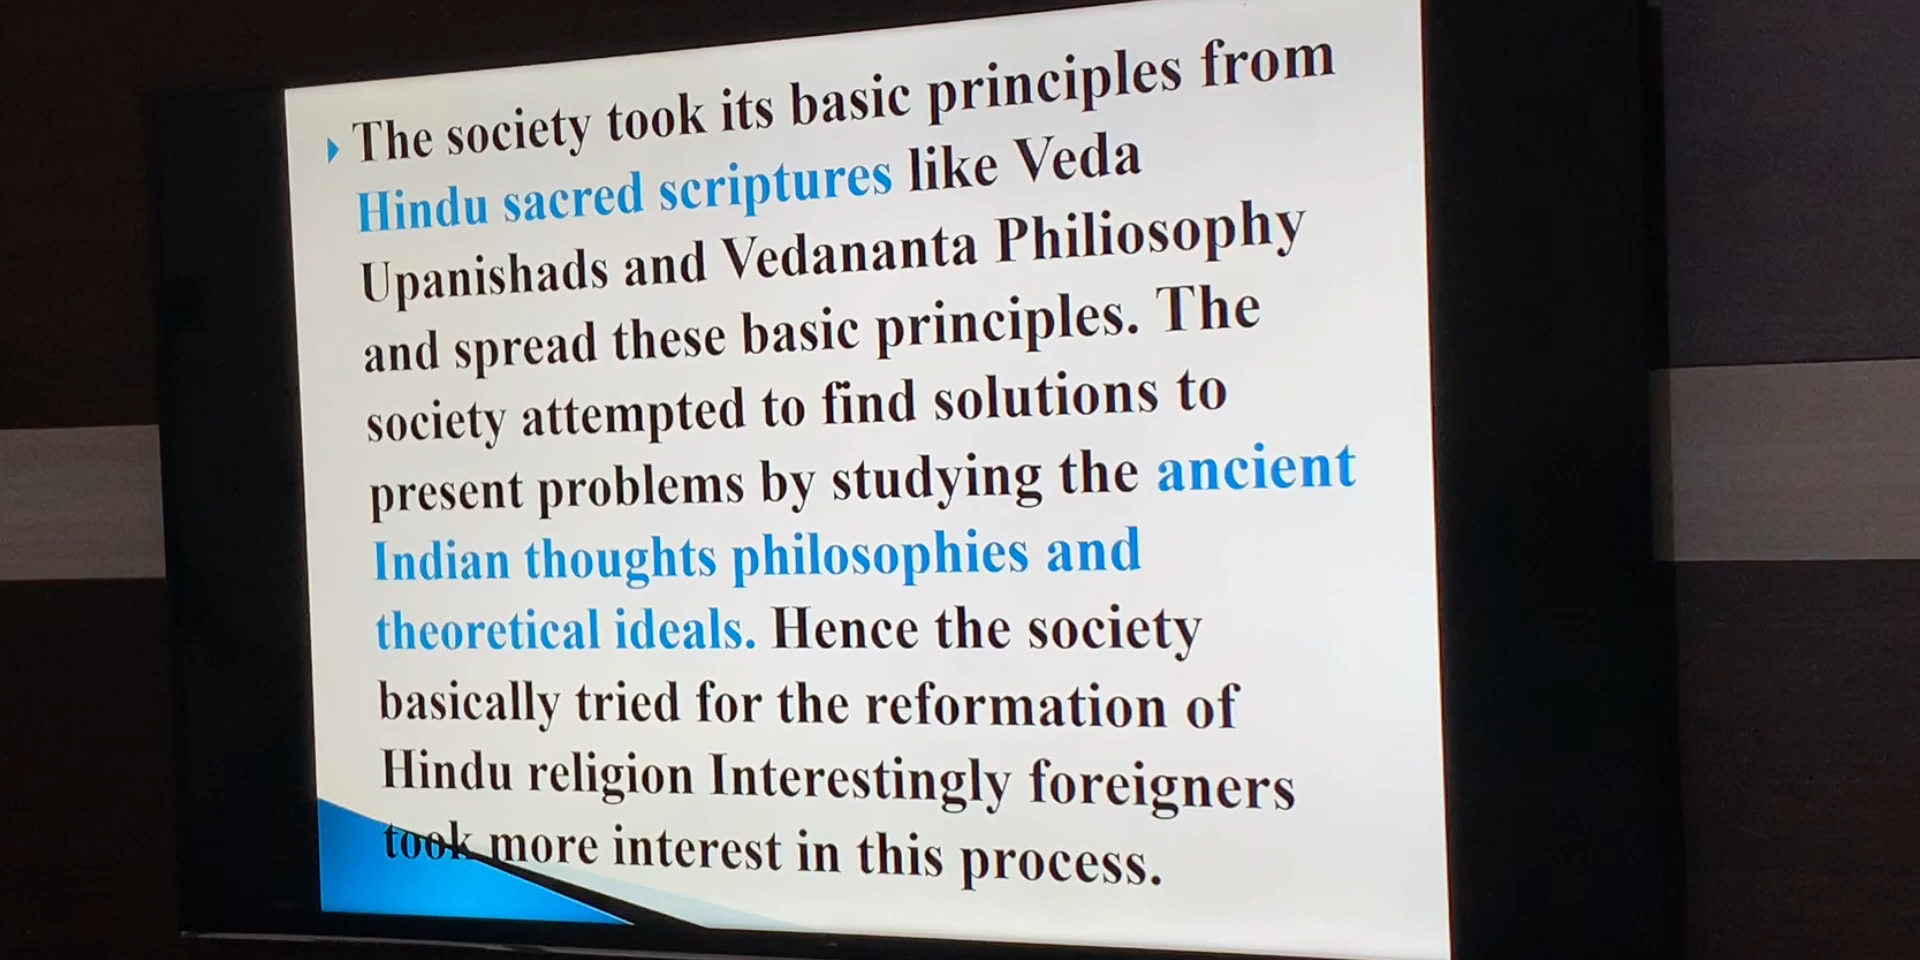 The society took its basic principles from
Hindu sacred scriptures like Veda
Upanishads and Vedananta Philiosophy
and spread these basic principles. The
society attempted to find solutions to
present problems by studying the ancient
Indian thoughts philosophies and
theoretical ideals. Hence the society
basically tried for the reformation of
Hindu religion Interestingly foreigners
took more interest in this process.